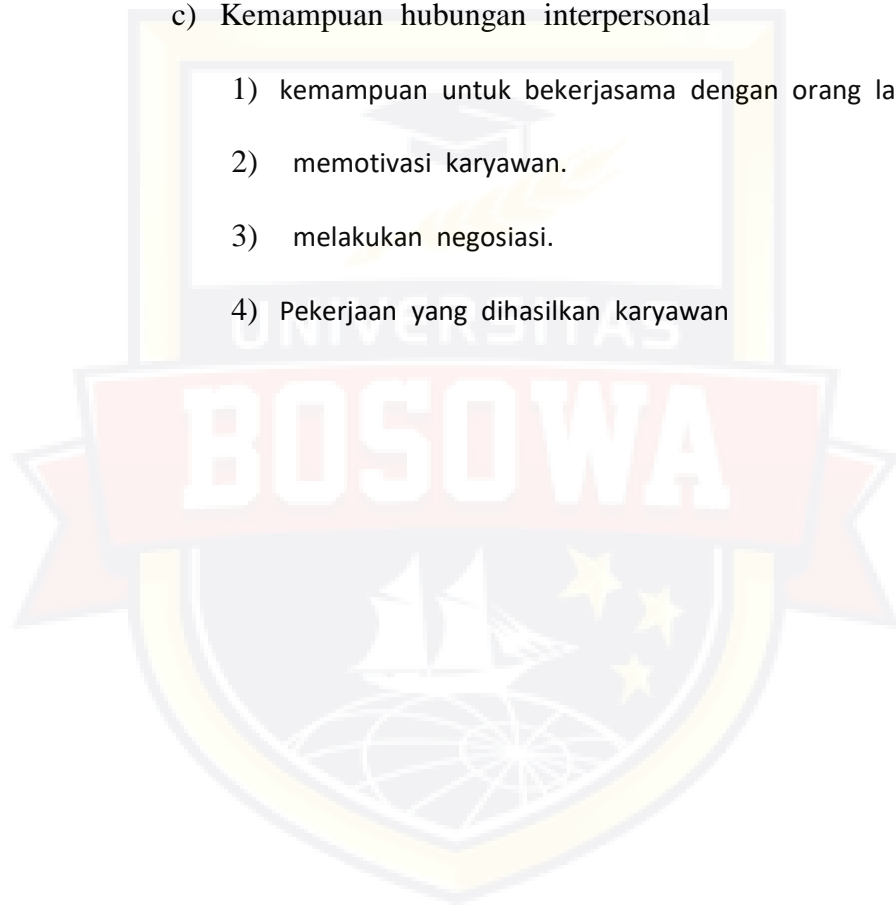 c) Kemampuan hubungan interpersonal
1) kemampuan untuk bekerjasama dengan orang la
2) memotivasi karyawan.
3) melakukan negosiasi.
4) Pekerjaan yang dihasilkan karyawan
UNIVERSITAS
BOSOWA